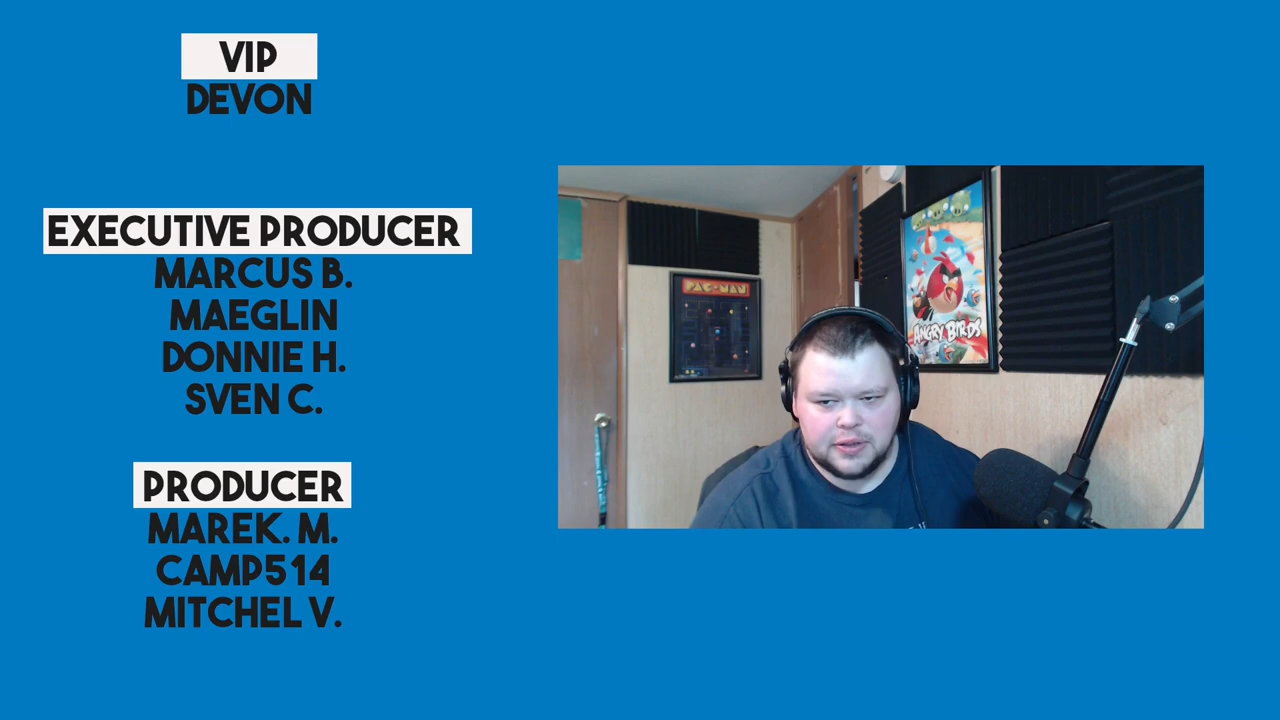 VIP
DEVON
EXECUTIVE PRODUCER
MARCUS B.
MAEGLIN
DONNIE H.
SVEN C.
PRODUCER
MAREK. M.
CAMP514
MITCHEL V.
PAC-MAN
ANGRY BIRDS